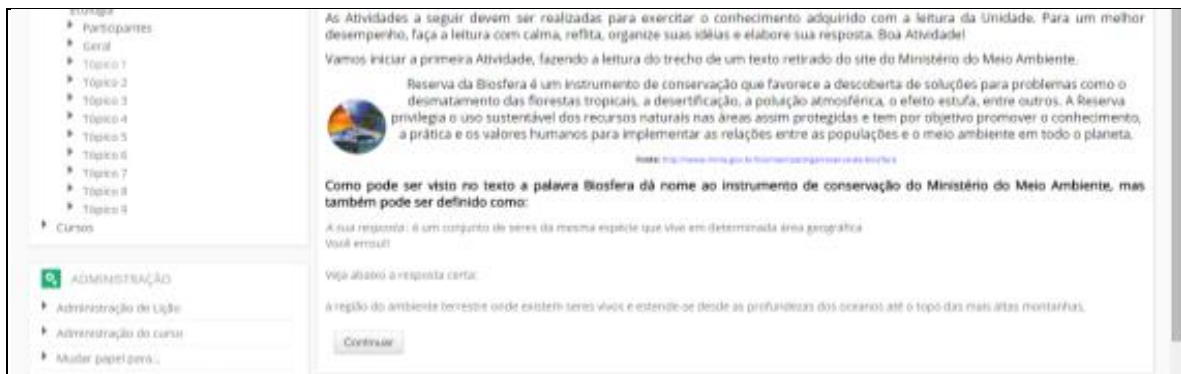 Ecologia
Participantes
Geral
Tópico 1
Tópico 2
Tópico 3
Tópico 4
Tópico 5
Tópico 6
Tópico 7
Tópico 8
Tópico 9
Cursos
ADMINISTRAÇÃO
Administração de Lição
Administração do curso
Mudar papel para...
As Atividades a seguir devem ser realizadas para exercitar o conhecimento adquirido com a leitura da Unidade. Para um melhor
desempenho, faça a leitura com calma, reflita, organize suas idéias e elabore sua resposta. Boa Atividade!
Vamos iniciar a primeira Atividade, fazendo a leitura do trecho de um texto retirado do site do Ministério do Meio Ambiente.
Reserva da Biosfera é um instrumento de conservação que favorece a descoberta de soluções para problemas como o
desmatamento das florestas tropicais, a desertificação, a poluição atmosférica, o efeito estufa, entre outros. A Reserva
privilegia o uso sustentável dos recursos naturais nas áreas assim protegidas e tem por objetivo promover o conhecimento,
a prática e os valores humanos para implementar as relações entre as populações e o meio ambiente em todo o planeta.
Fonte:
Como pode ser visto no texto a palavra Biosfera dá nome ao instrumento de conservação do Ministério do Meio Ambiente, mas
também pode ser definido como:
A sua resposta: é um conjunto de seres da mesma espécie que vive em determinada área geográfica
Você errou!!
Veja abaixo a resposta certa:
a região do ambiente terrestre onde existem seres vivos e estende-se desde as profundezas dos oceanos até o topo das mais altas montanhas.
Continuar